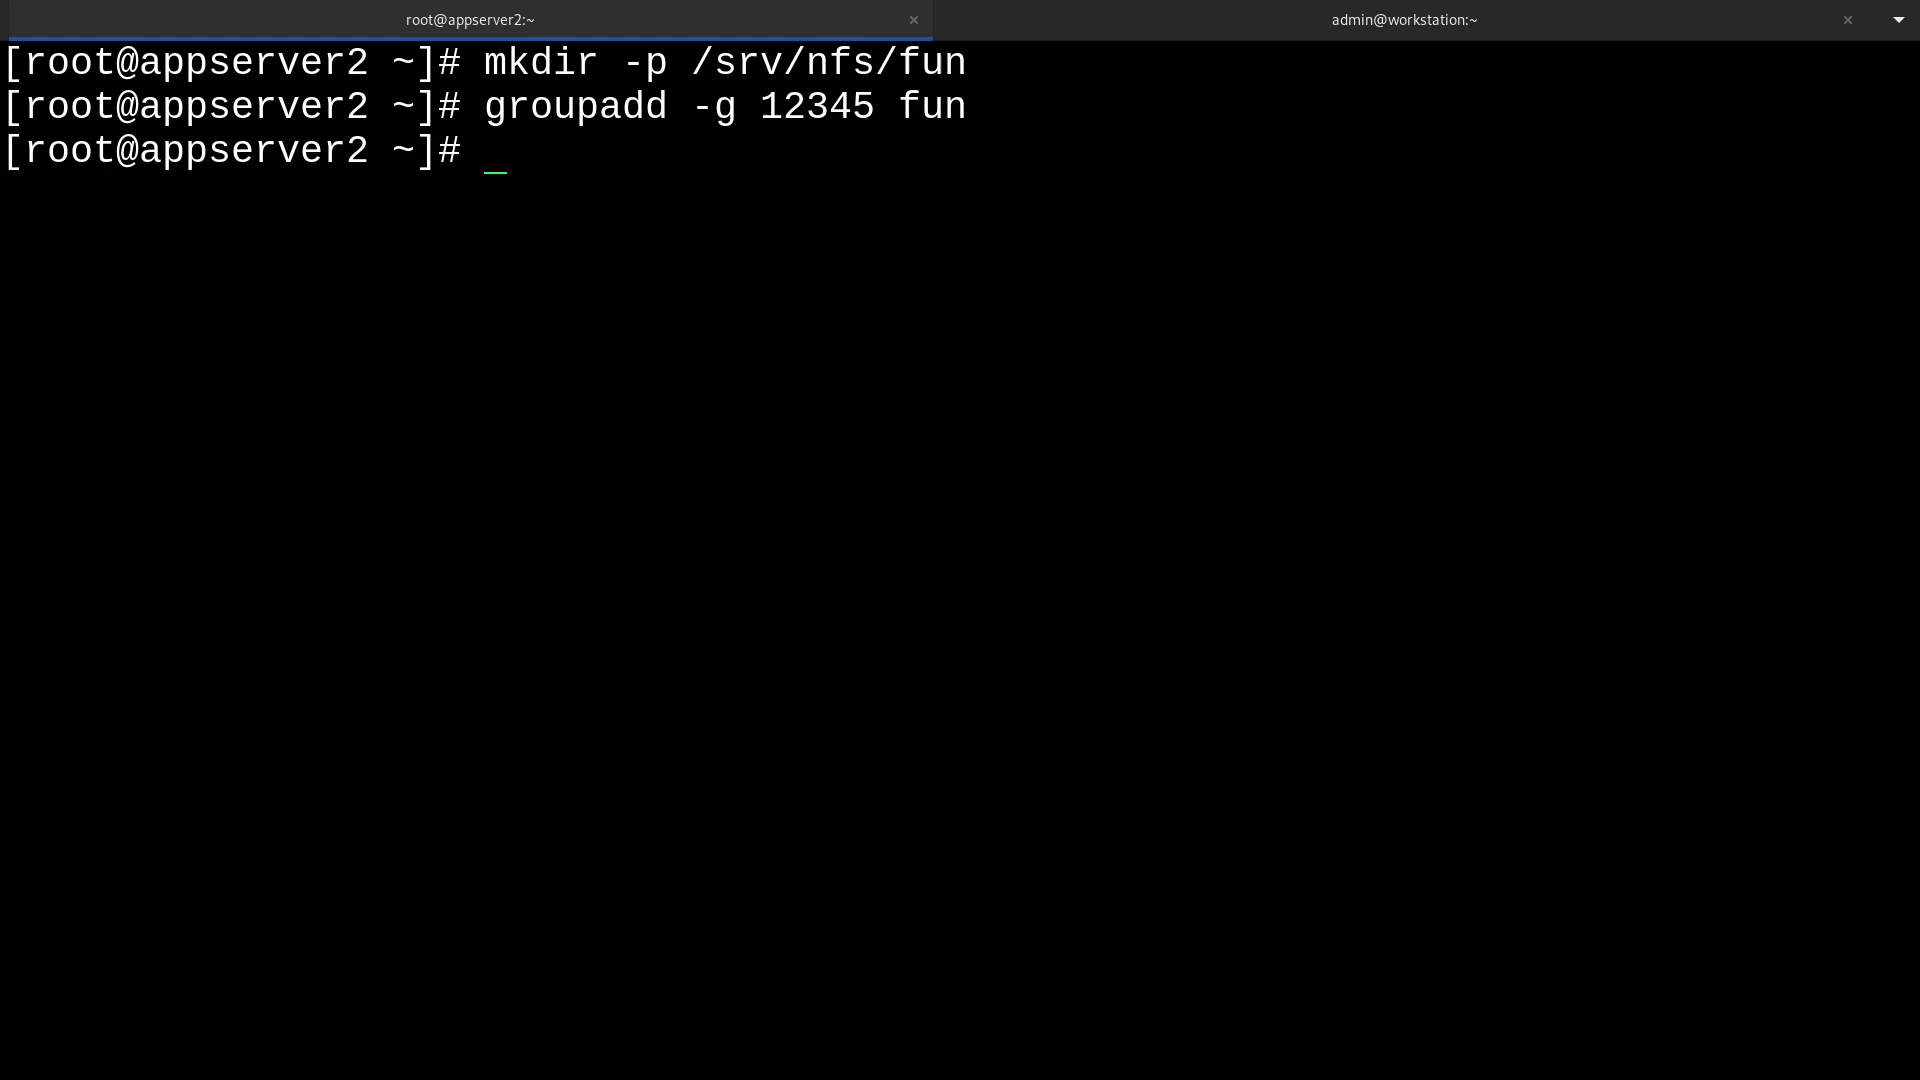 root@appserver2:~ × admin@workstation:~ ×
[root@appserver2 ~]# mkdir -p /srv/nfs/fun
[root@appserver2 ~]# groupadd -g 12345 fun
[root@appserver2 ~]# _